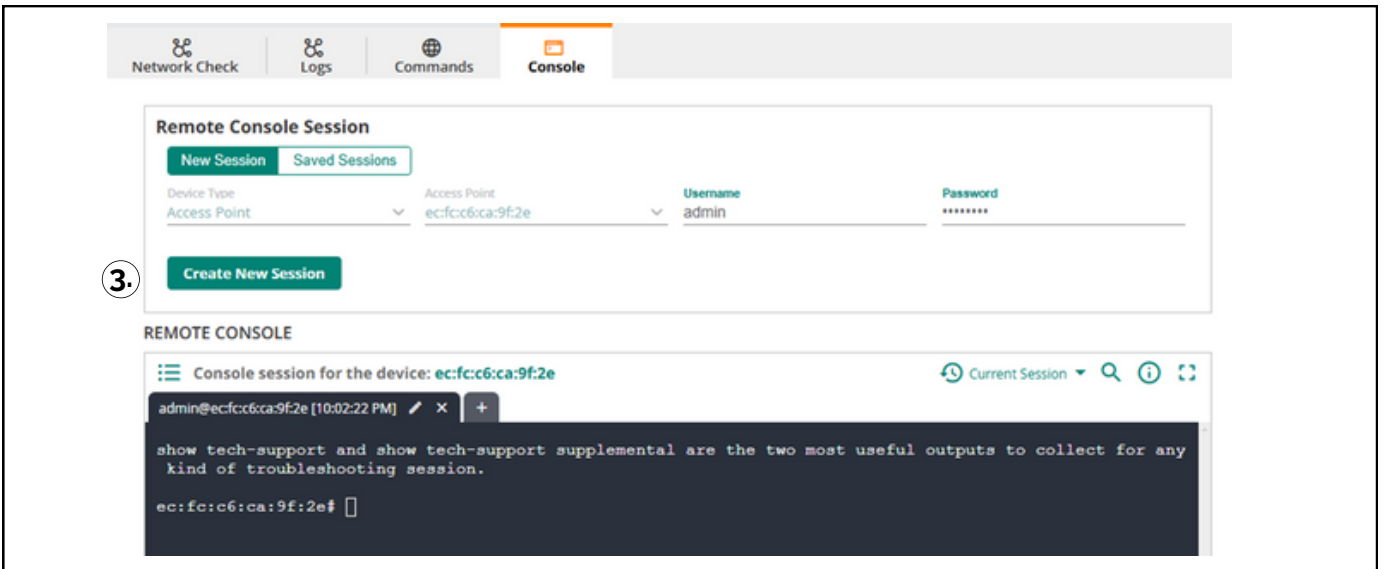 Network Check Logs Commands Console
Remote Console Session
New Session Saved Sessions
Device Type Access Point Username Password
Access Point ec:fc:c6:ca:9f:2e admin ********
3. Create New Session
REMOTE CONSOLE
Console session for the device: ec:fc:c6:ca:9f:2e Current Session
admin@ec:fc:c6:ca:9f:2e [10:02:22 PM] × +
show tech-support and show tech-support supplemental are the two most useful outputs to collect for any
kind of troubleshooting session.
ec:fc:c6:ca:9f:2e#